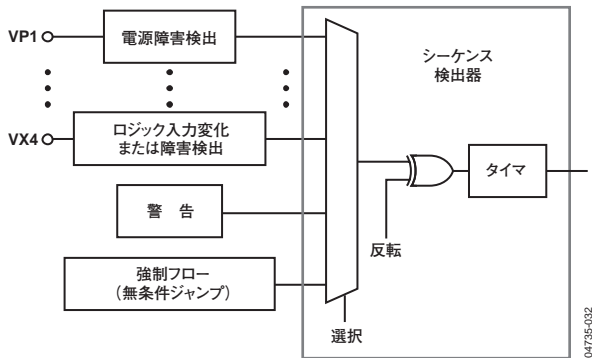 VP1
電源障害検出
シーケンス
検出器
VX4
ロジック入力変化
または障害検出
タイマ
警 告
反転
強制フロー
(無条件ジャンプ)
選択
04735-032